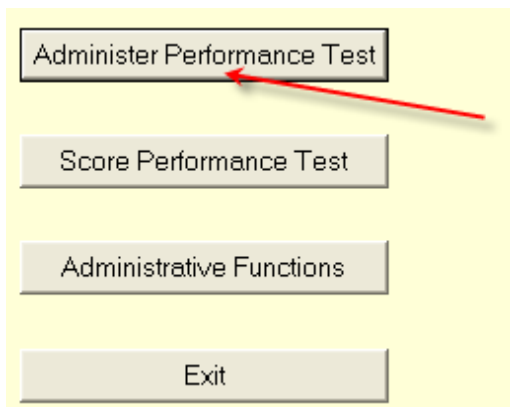 Administer Performance Test
Score Performance Test
Administrative Functions
Exit